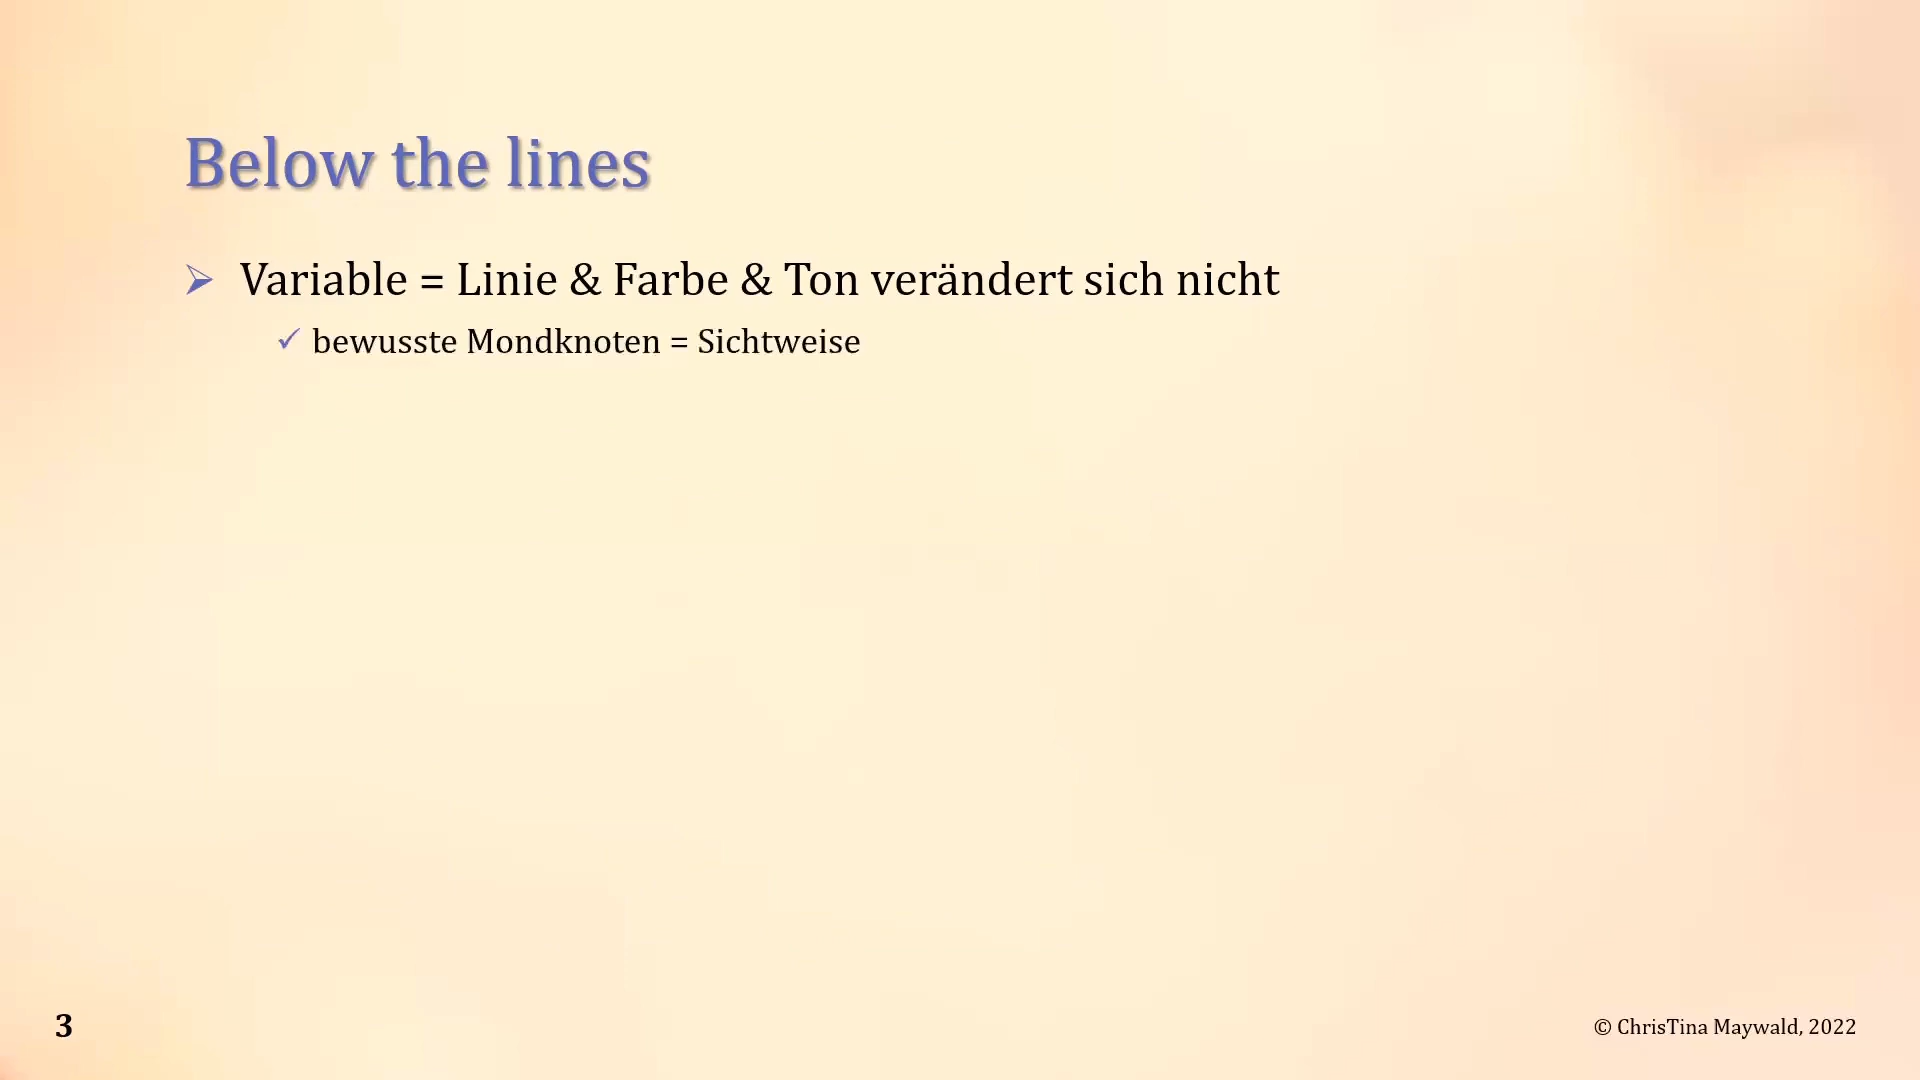 Below the lines
Variable = Linie & Farbe & Ton verändert sich nicht
bewusste Mondknoten = Sichtweise
3
© ChrisTina Maywald, 2022